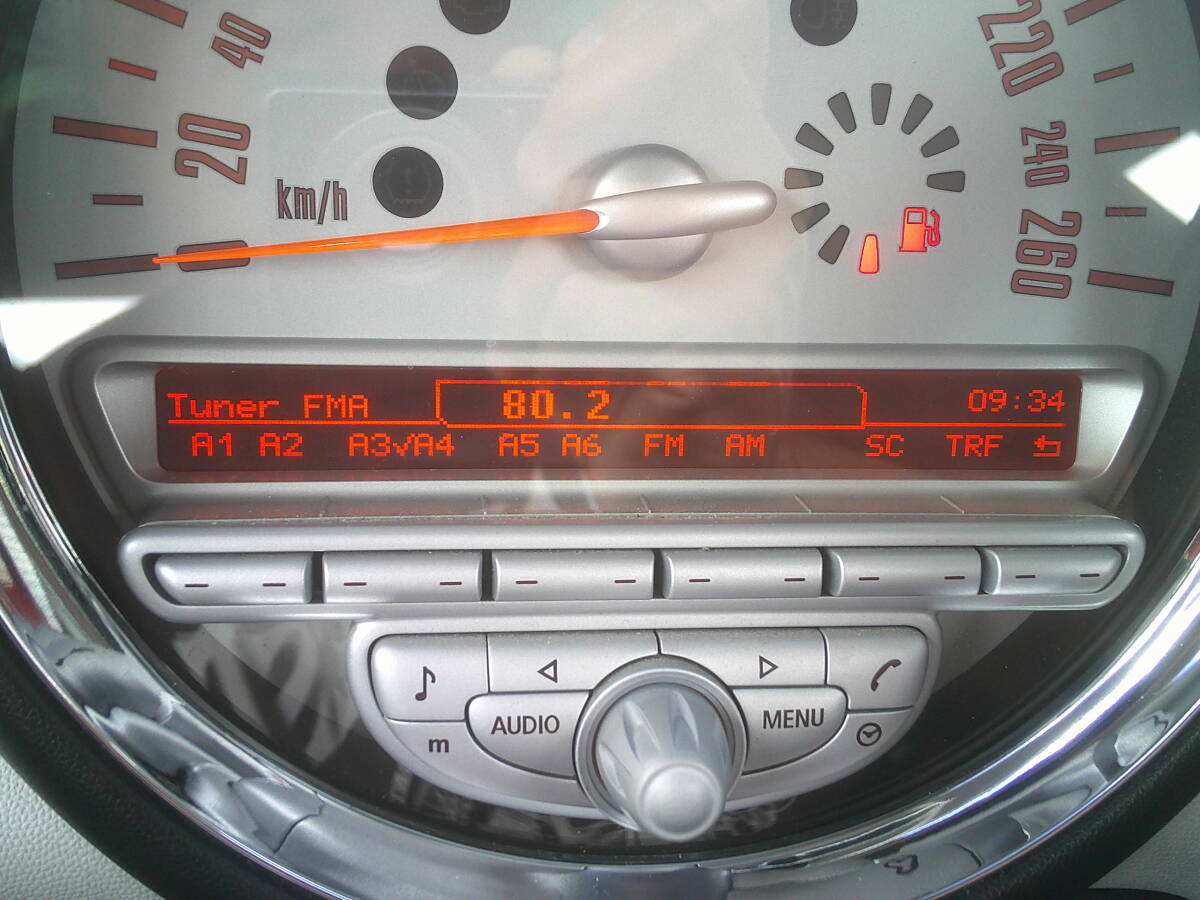 40
220
20
240
km/h
0
260
Tuner FMA 80.2 09:34
A1 A2 A3√A4 A5 A6 FM AM SC TRF
AUDIO MENU
m